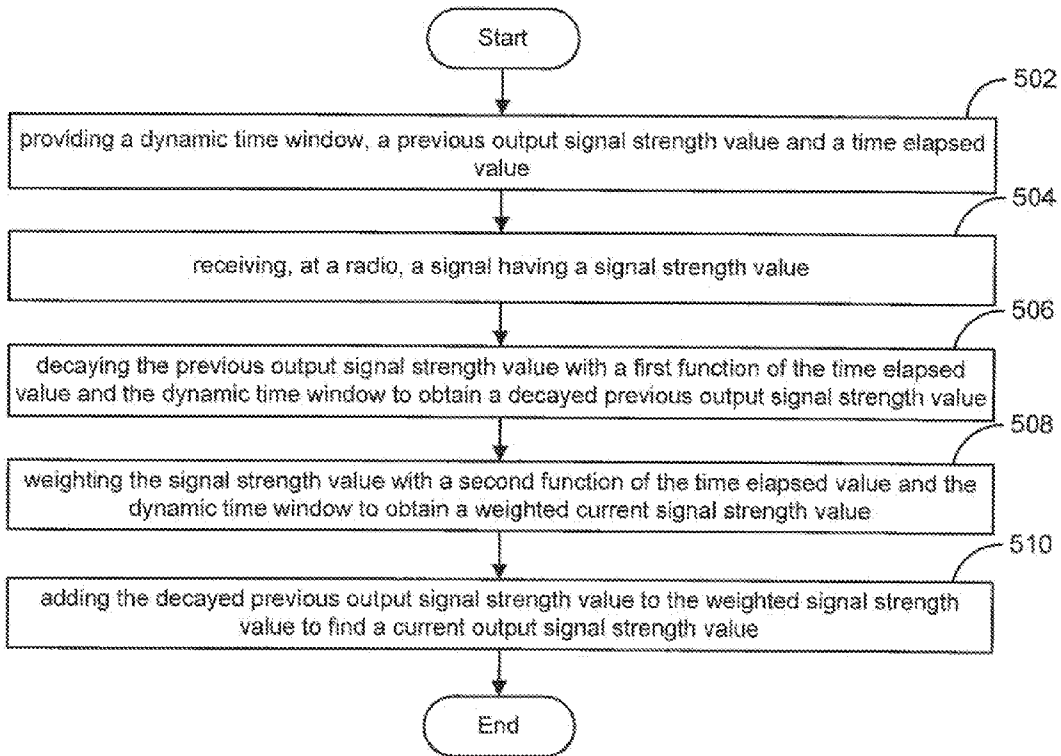 Start
502
providing a dynamic time window, a previous output signal strength value and a time elapsed
value
504
receiving, at a radio, a signal having a signal strength value
506
decaying the previous output signal strength value with a first function of the time elapsed
value and the dynamic time window to obtain a decayed previous output signal strength value
508
weighting the signal strength value with a second function of the time elapsed value and the
dynamic time window to obtain a weighted current signal strength value
510
adding the decayed previous output signal strength value to the weighted signal strength
value to find a current output signal strength value
End